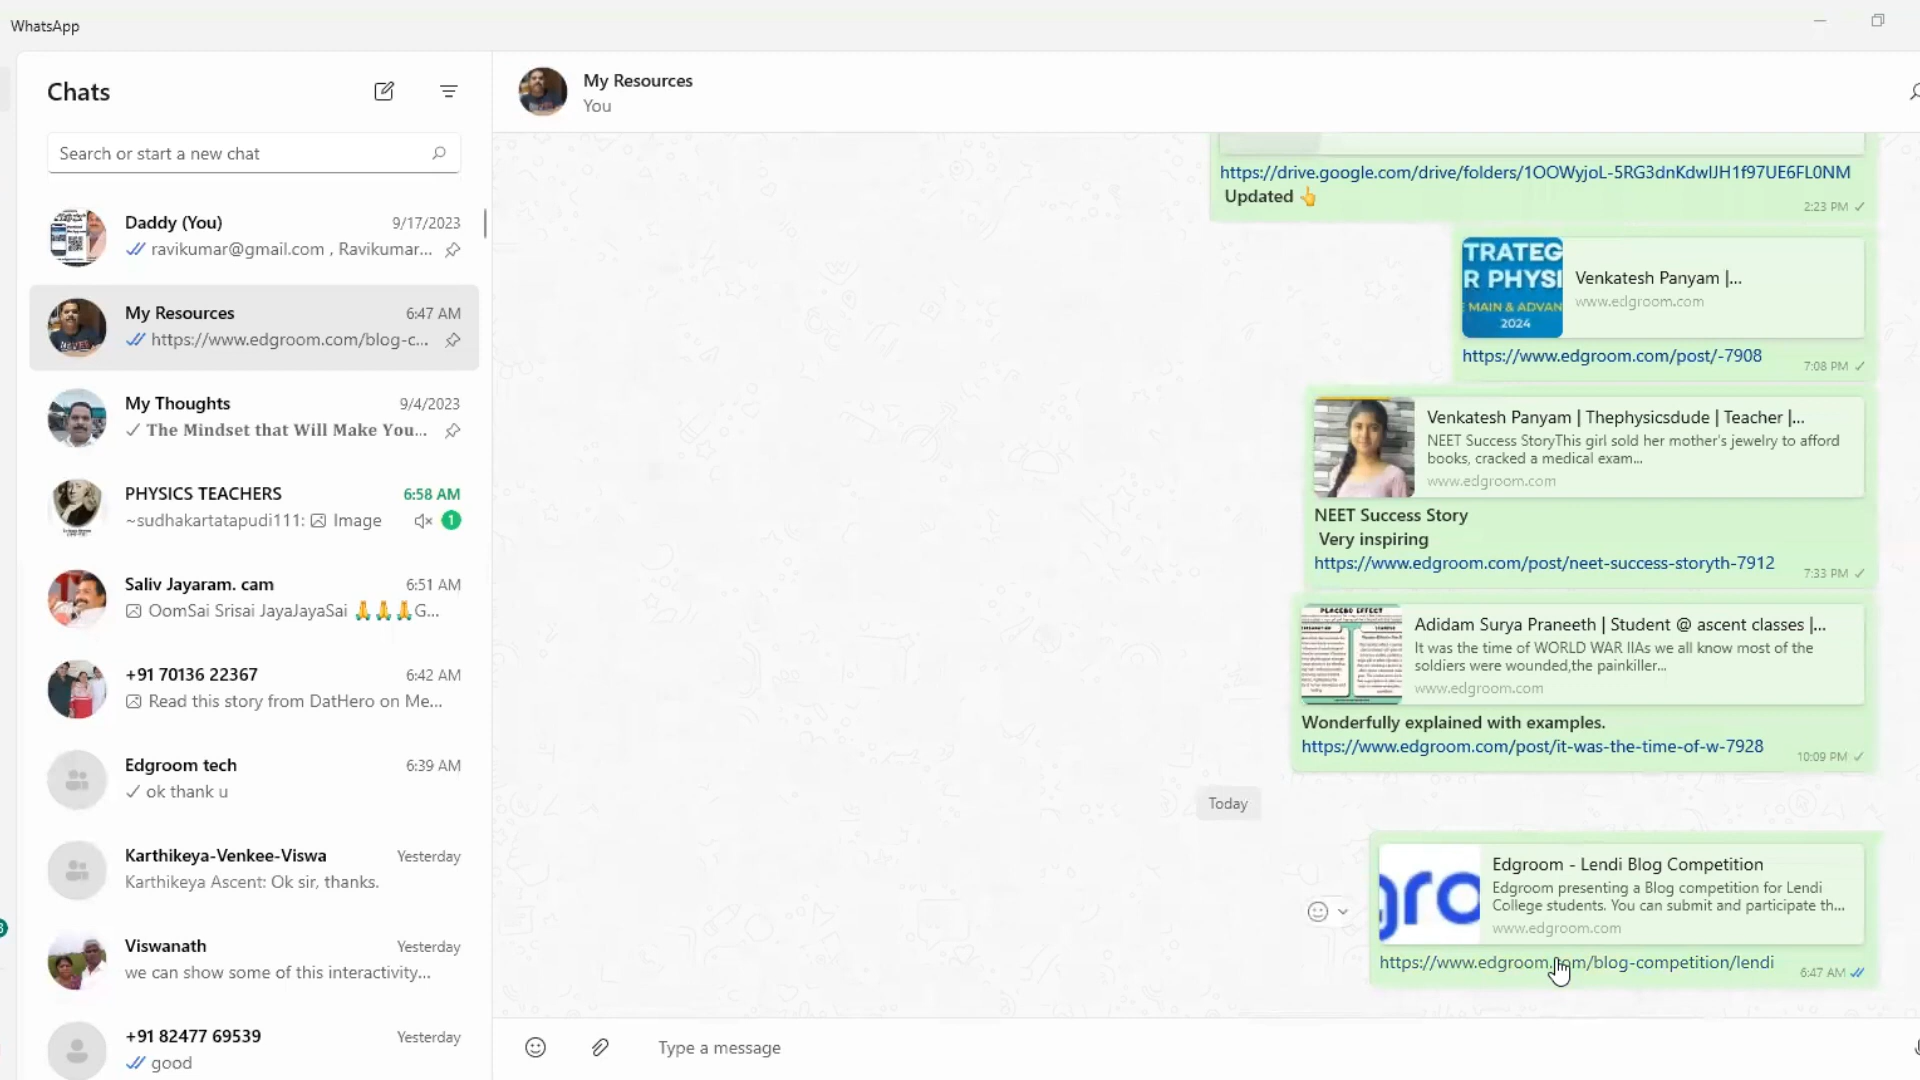 WhatsApp
Chats
Search or start a new chat
Daddy (You)
9/17/2023
ravikumar@gmail.com , Ravikumar...
My Resources
6:47 AM
https://www.edgroom.com/blog-c...
My Thoughts
9/4/2023
The Mindset that Will Make You...
PHYSICS TEACHERS
6:58 AM
~sudhakartatapudi111: Image
1
Saliv Jayaram. cam
6:51 AM
OomSai Srisai JayaJayaSai 🙏🙏🙏G...
+91 70136 22367
6:42 AM
Read this story from DatHero on Me...
Edgroom tech
6:39 AM
ok thank u
Karthikeya-Venkee-Viswa
Yesterday
Karthikeya Ascent: Ok sir, thanks.
Viswanath
Yesterday
we can show some of this interactivity...
+91 82477 69539
Yesterday
good
My Resources
You
https://drive.google.com/drive/folders/1OOWyjoL-5RG3dnKdwIJH1f97UE6FL0NM
Updated 👆
2:23 PM
TRATEG
R PHYSI
MAIN & ADVAN
2024
Venkatesh Panyam |...
www.edgroom.com
https://www.edgroom.com/post/-7908
7:08 PM
Venkatesh Panyam | Thephysicsdude | Teacher |...
NEET Success StoryThis girl sold her mother's jewelry to afford
books, cracked a medical exam...
www.edgroom.com
NEET Success Story
Very inspiring
https://www.edgroom.com/post/neet-success-storyth-7912
7:33 PM
PLACEBO EFFECT
Adidam Surya Praneeth | Student @ ascent classes |...
It was the time of WORLD WAR IIAs we all know most of the
soldiers were wounded,the painkiller...
www.edgroom.com
Wonderfully explained with examples.
https://www.edgroom.com/post/it-was-the-time-of-w-7928
10:09 PM
Today
gro
Edgroom - Lendi Blog Competition
Edgroom presenting a Blog competition for Lendi
College students. You can submit and participate th...
www.edgroom.com
https://www.edgroom.com/blog-competition/lendi
6:47 AM
Type a message